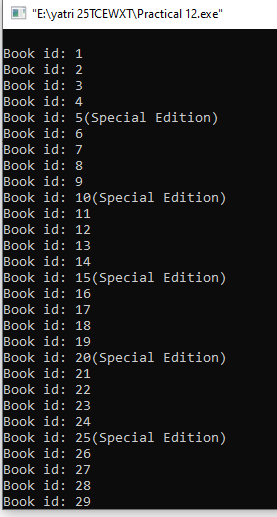 "E:\yatri 25TCEWXT\Practical 12.exe"
Book id: 1
Book id: 2
Book id: 3
Book id: 4
Book id: 5(Special Edition)
Book id: 6
Book id: 7
Book id: 8
Book id: 9
Book id: 10(Special Edition)
Book id: 11
Book id: 12
Book id: 13
Book id: 14
Book id: 15(Special Edition)
Book id: 16
Book id: 17
Book id: 18
Book id: 19
Book id: 20(Special Edition)
Book id: 21
Book id: 22
Book id: 23
Book id: 24
Book id: 25(Special Edition)
Book id: 26
Book id: 27
Book id: 28
Book id: 29